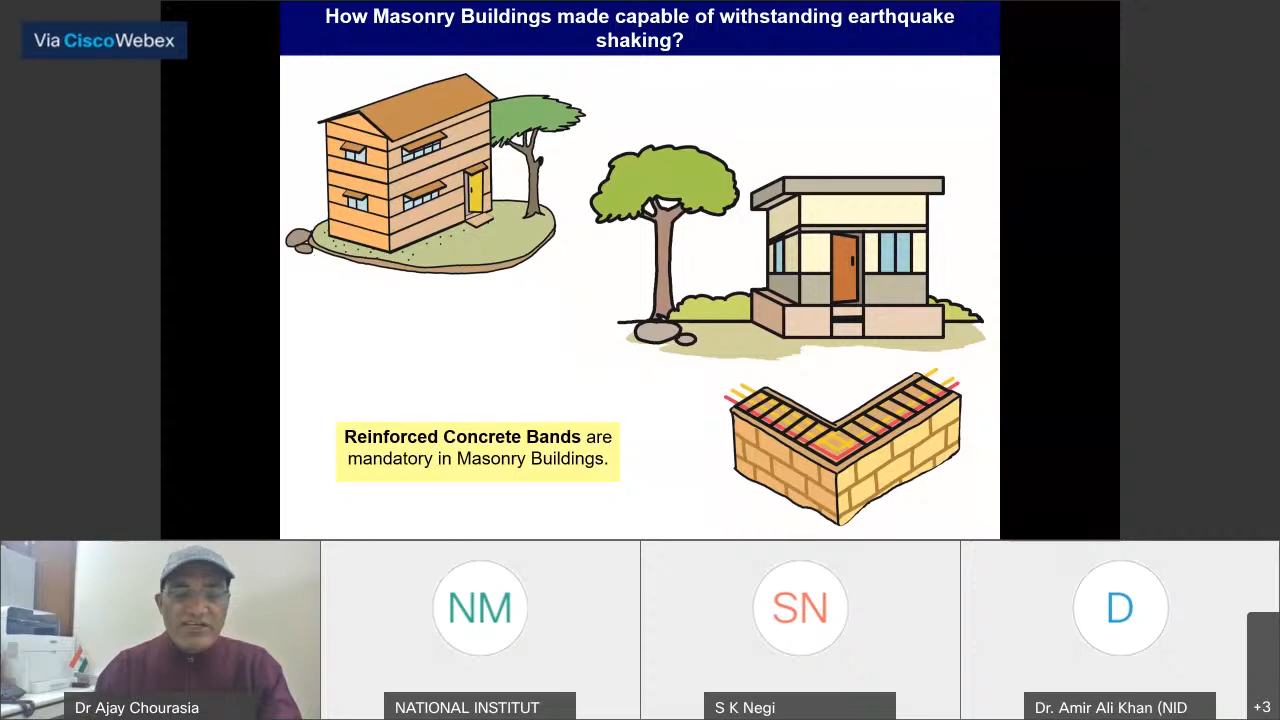 Via CiscoWebex
How Masonry Buildings made capable of withstanding earthquake
shaking?
Reinforced Concrete Bands are
mandatory in Masonry Buildings.
NM
SN
D
Dr Ajay Chourasia
NATIONAL INSTITUT
S K Negi
Dr. Amir Ali Khan (NID
+3